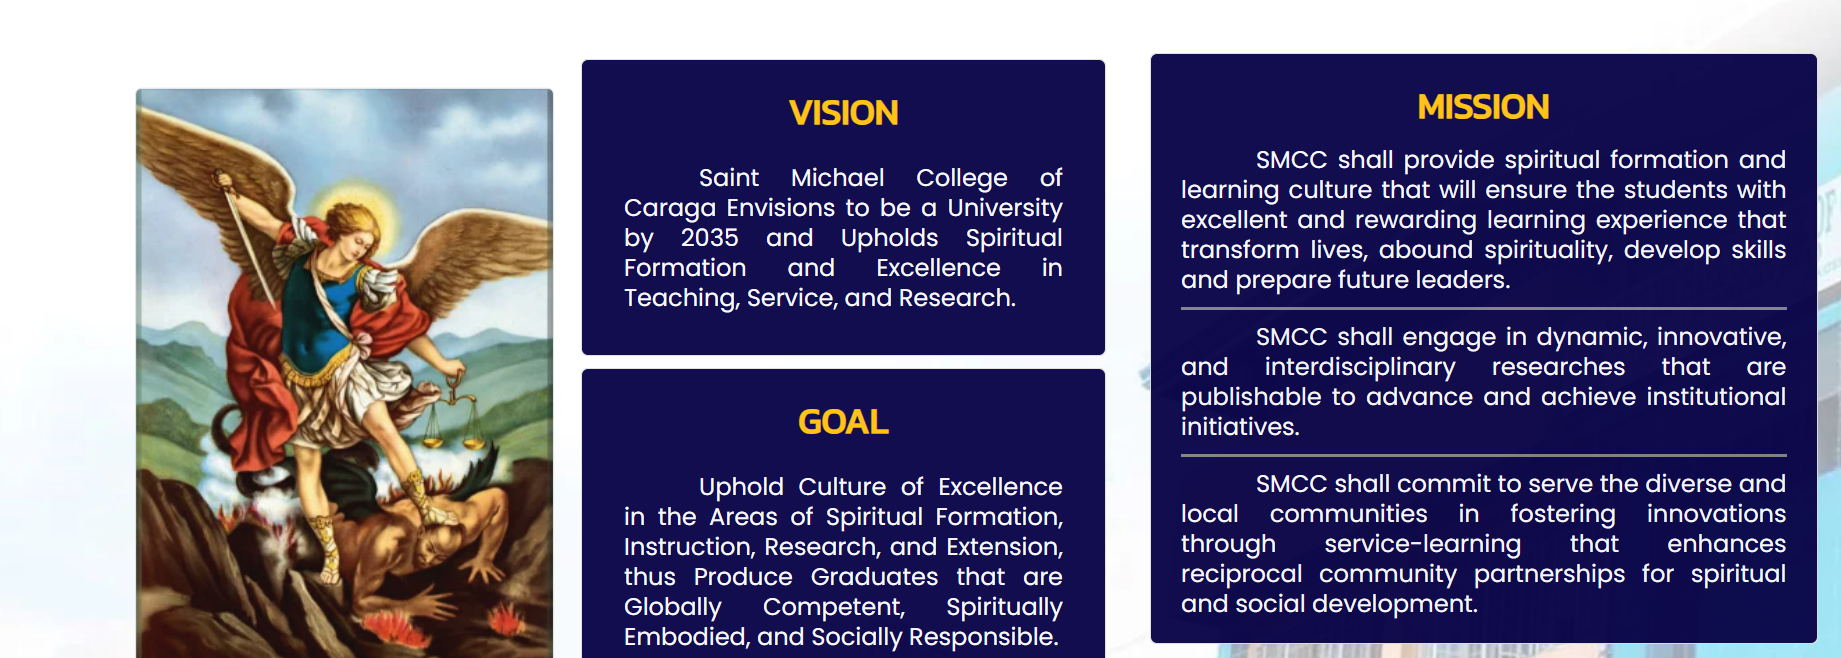 VISION
Saint Michael College of
Caraga Envisions to be a University
by 2035 and Upholds Spiritual
Formation and Excellence in
Teaching, Service, and Research.
GOAL
Uphold Culture of Excellence
in the Areas of Spiritual Formation,
Instruction, Research, and Extension,
thus Produce Graduates that are
Globally Competent, Spiritually
Embodied, and Socially Responsible.
MISSION
SMCC shall provide spiritual formation and
learning culture that will ensure the students with
excellent and rewarding learning experience that
transform lives, abound spirituality, develop skills
and prepare future leaders.
SMCC shall engage in dynamic, innovative,
and interdisciplinary researches that are
publishable to advance and achieve institutional
initiatives.
SMCC shall commit to serve the diverse and
local communities in fostering innovations
through service-learning that enhances
reciprocal community partnerships for spiritual
and social development.